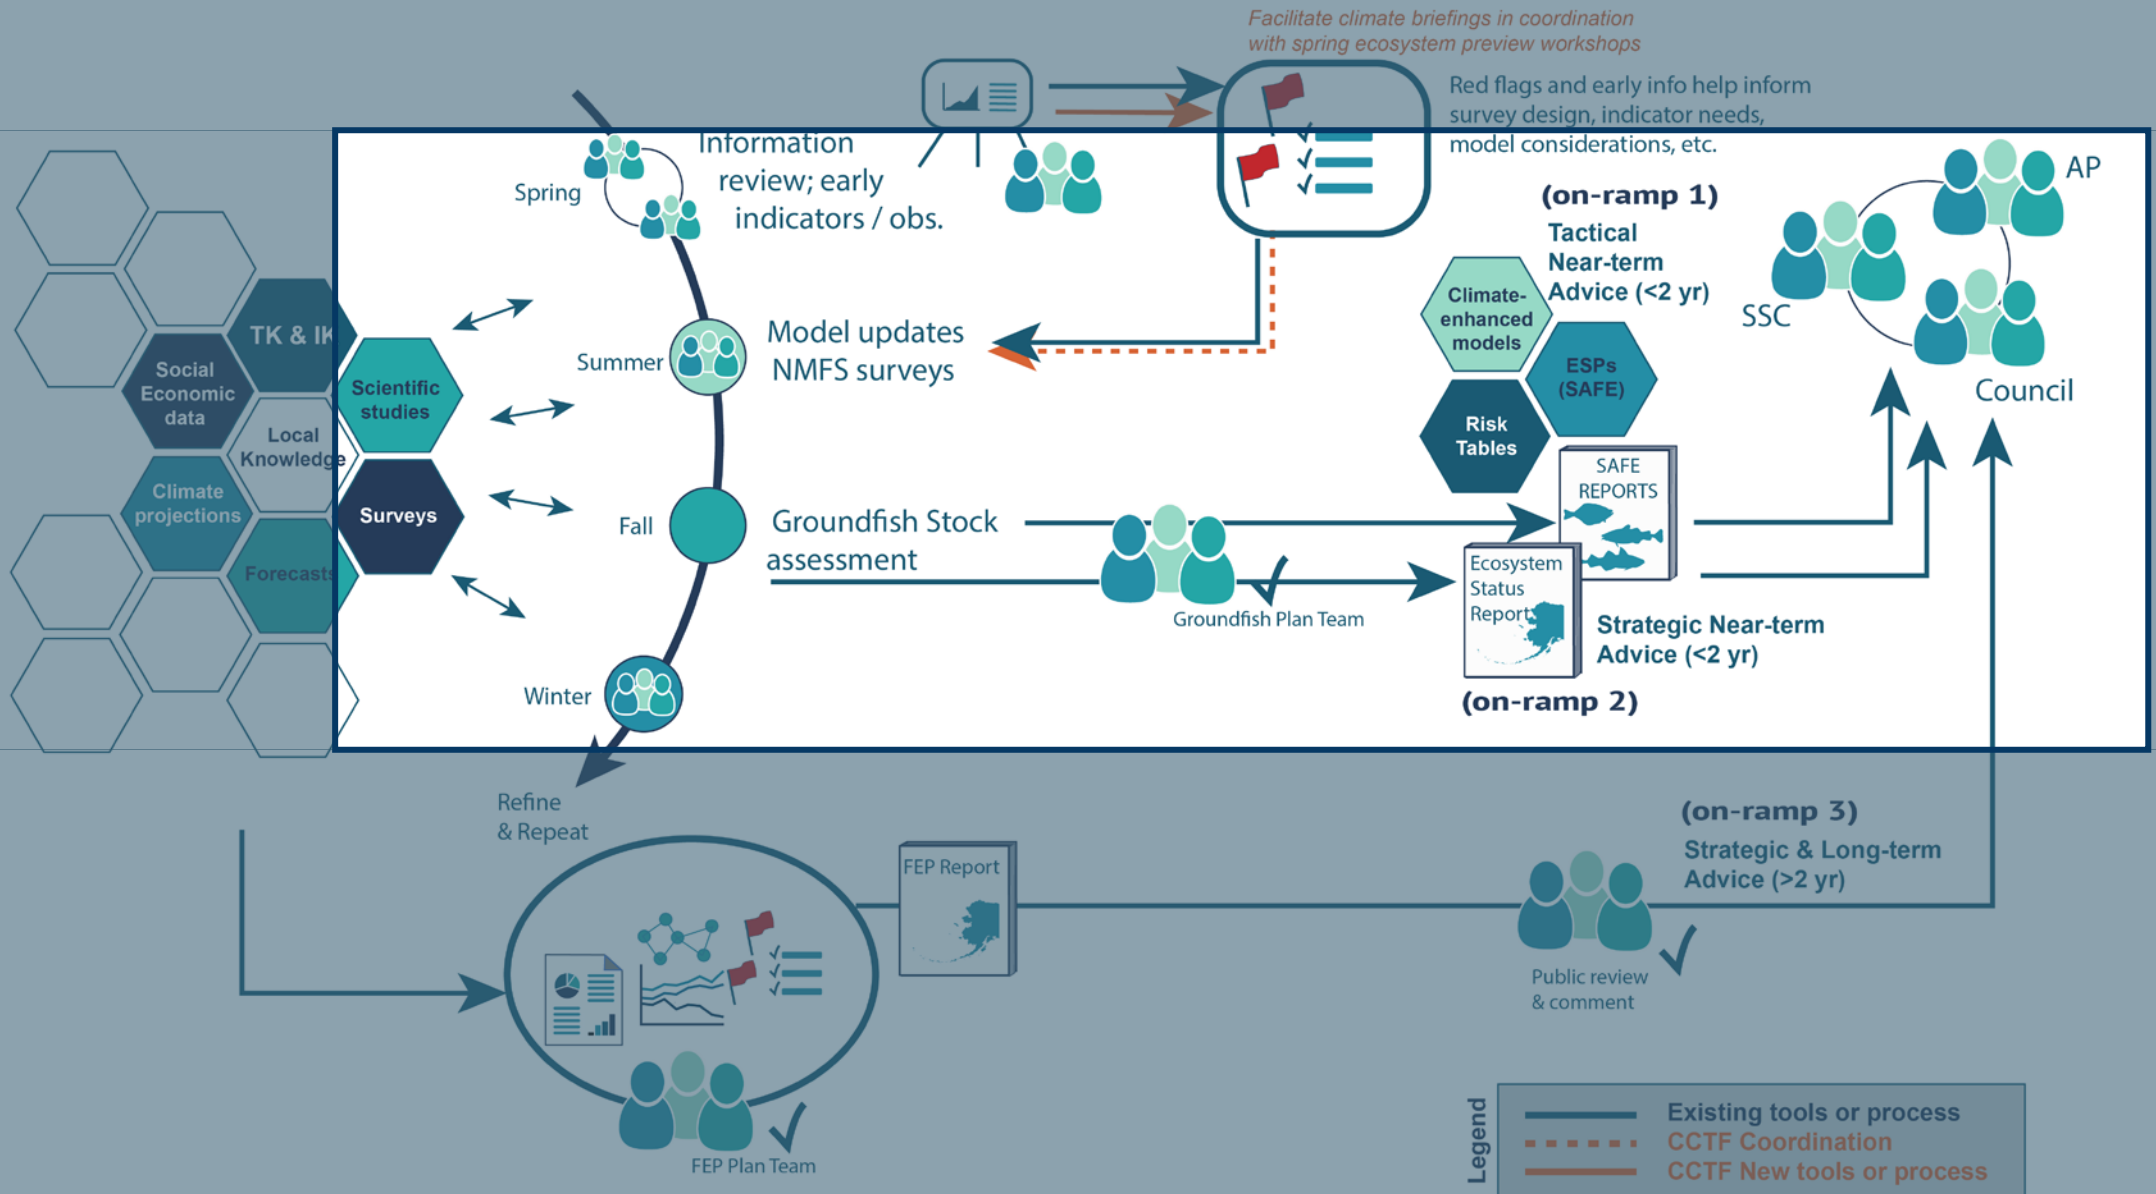 Facilitate climate briefings in coordination
with spring ecosystem preview workshops
Red flags and early info help inform
survey design, indicator needs,
model considerations, etc.
Information
review; early
indicators / obs.
Spring
(on-ramp 1)
Tactical
Near-term
Advice (<2 yr)
AP
SSC
Council
TK & IK
Social
Economic
data
Scientific
studies
Local
Knowledge
Climate
projections
Surveys
Forecasts
Summer
Model updates
NMFS surveys
Climate-
enhanced
models
ESPs
(SAFE)
Risk
Tables
SAFE
REPORTS
Fall
Groundfish Stock
assessment
Groundfish Plan Team
Ecosystem
Status
Report
Strategic Near-term
Advice (<2 yr)
(on-ramp 2)
Winter
Refine
& Repeat
FEP Report
(on-ramp 3)
Strategic & Long-term
Advice (>2 yr)
Public review
& comment
FEP Plan Team
Legend
Existing tools or process
CCTF Coordination
CCTF New tools or process